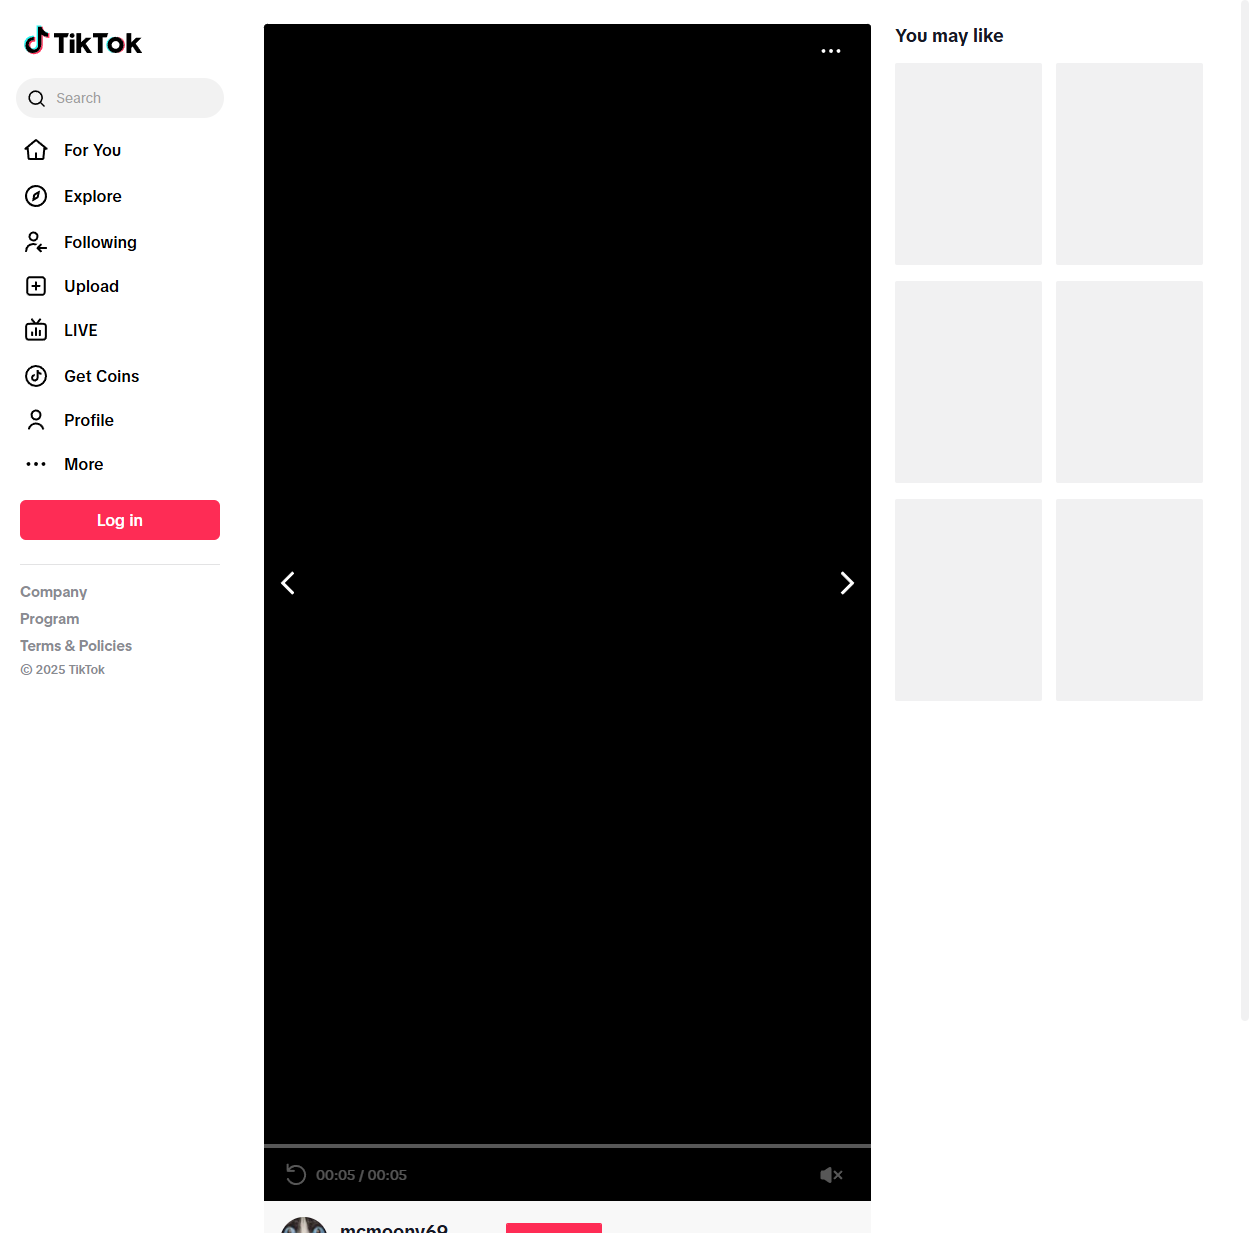 TikTok
Search
For You
Explore
Following
Upload
LIVE
Get Coins
Profile
More
Log in
Company
Program
Terms & Policies
© 2025 TikTok
00:05 / 00:05
mcmoony69
You may like